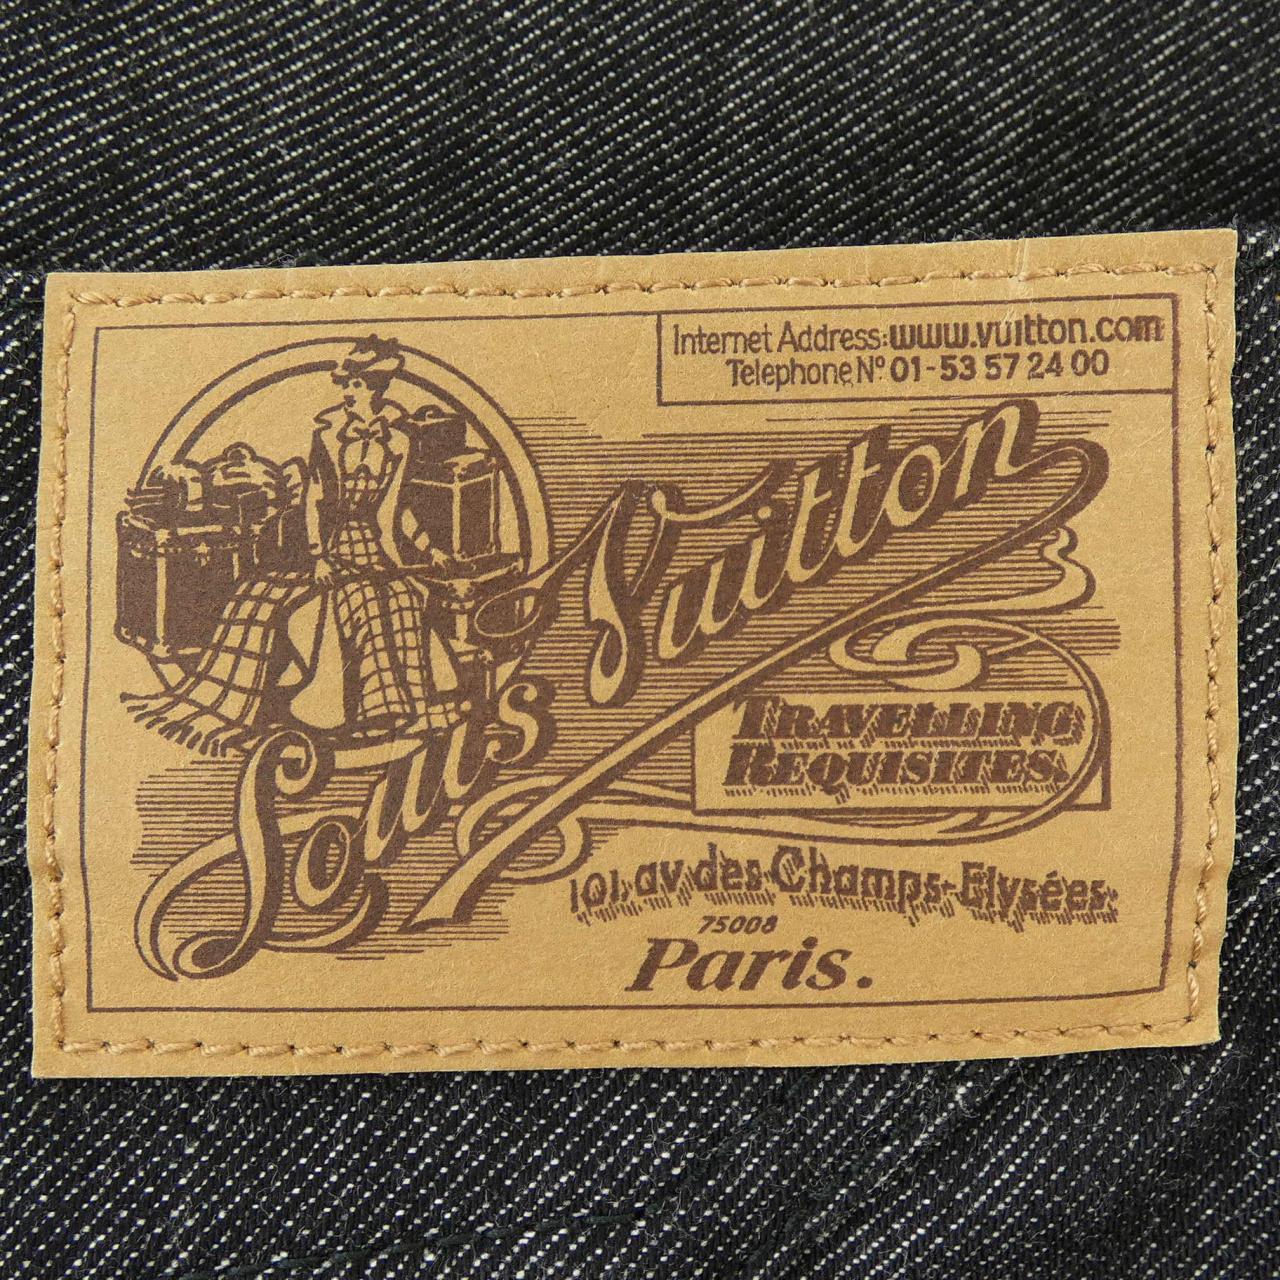 Internet Address: www.vuitton.com
Telephone Nº 01-53 57 24 00
Louis Vuitton
TRAVELLING
REQUISITES.
101, av des Champs-Elysées.
75008
Paris.